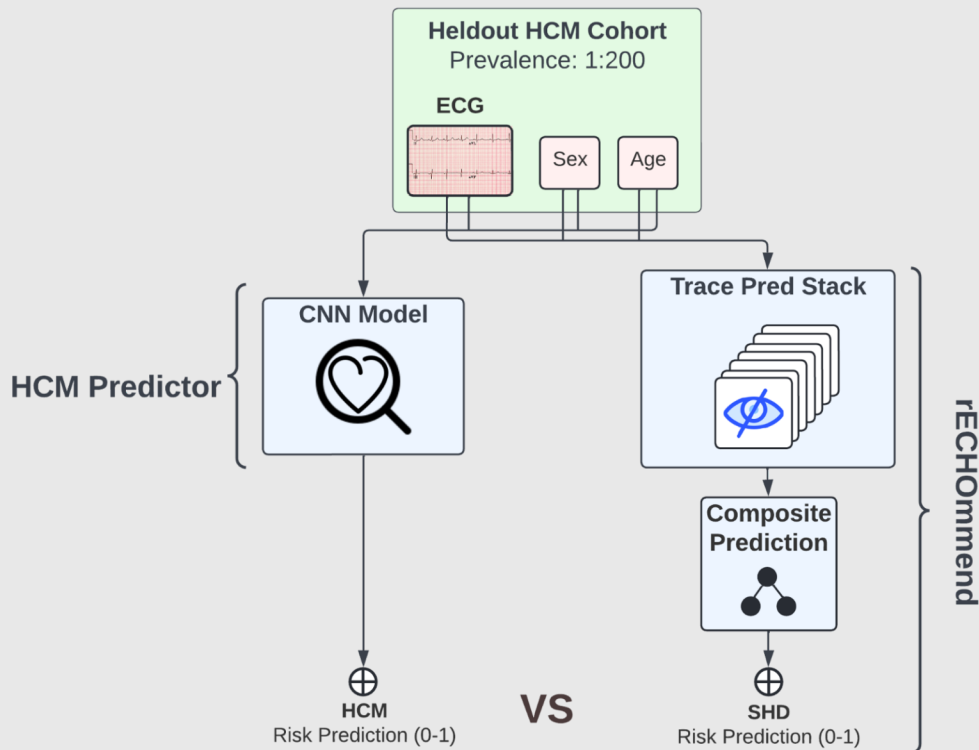 Heldout HCM Cohort
Prevalence: 1:200
ECG
Sex
Age
CNN Model
Trace Pred Stack
HCM Predictor
rECHOmmend
Composite
Prediction
HCM
Risk Prediction (0-1)
VS
SHD
Risk Prediction (0-1)